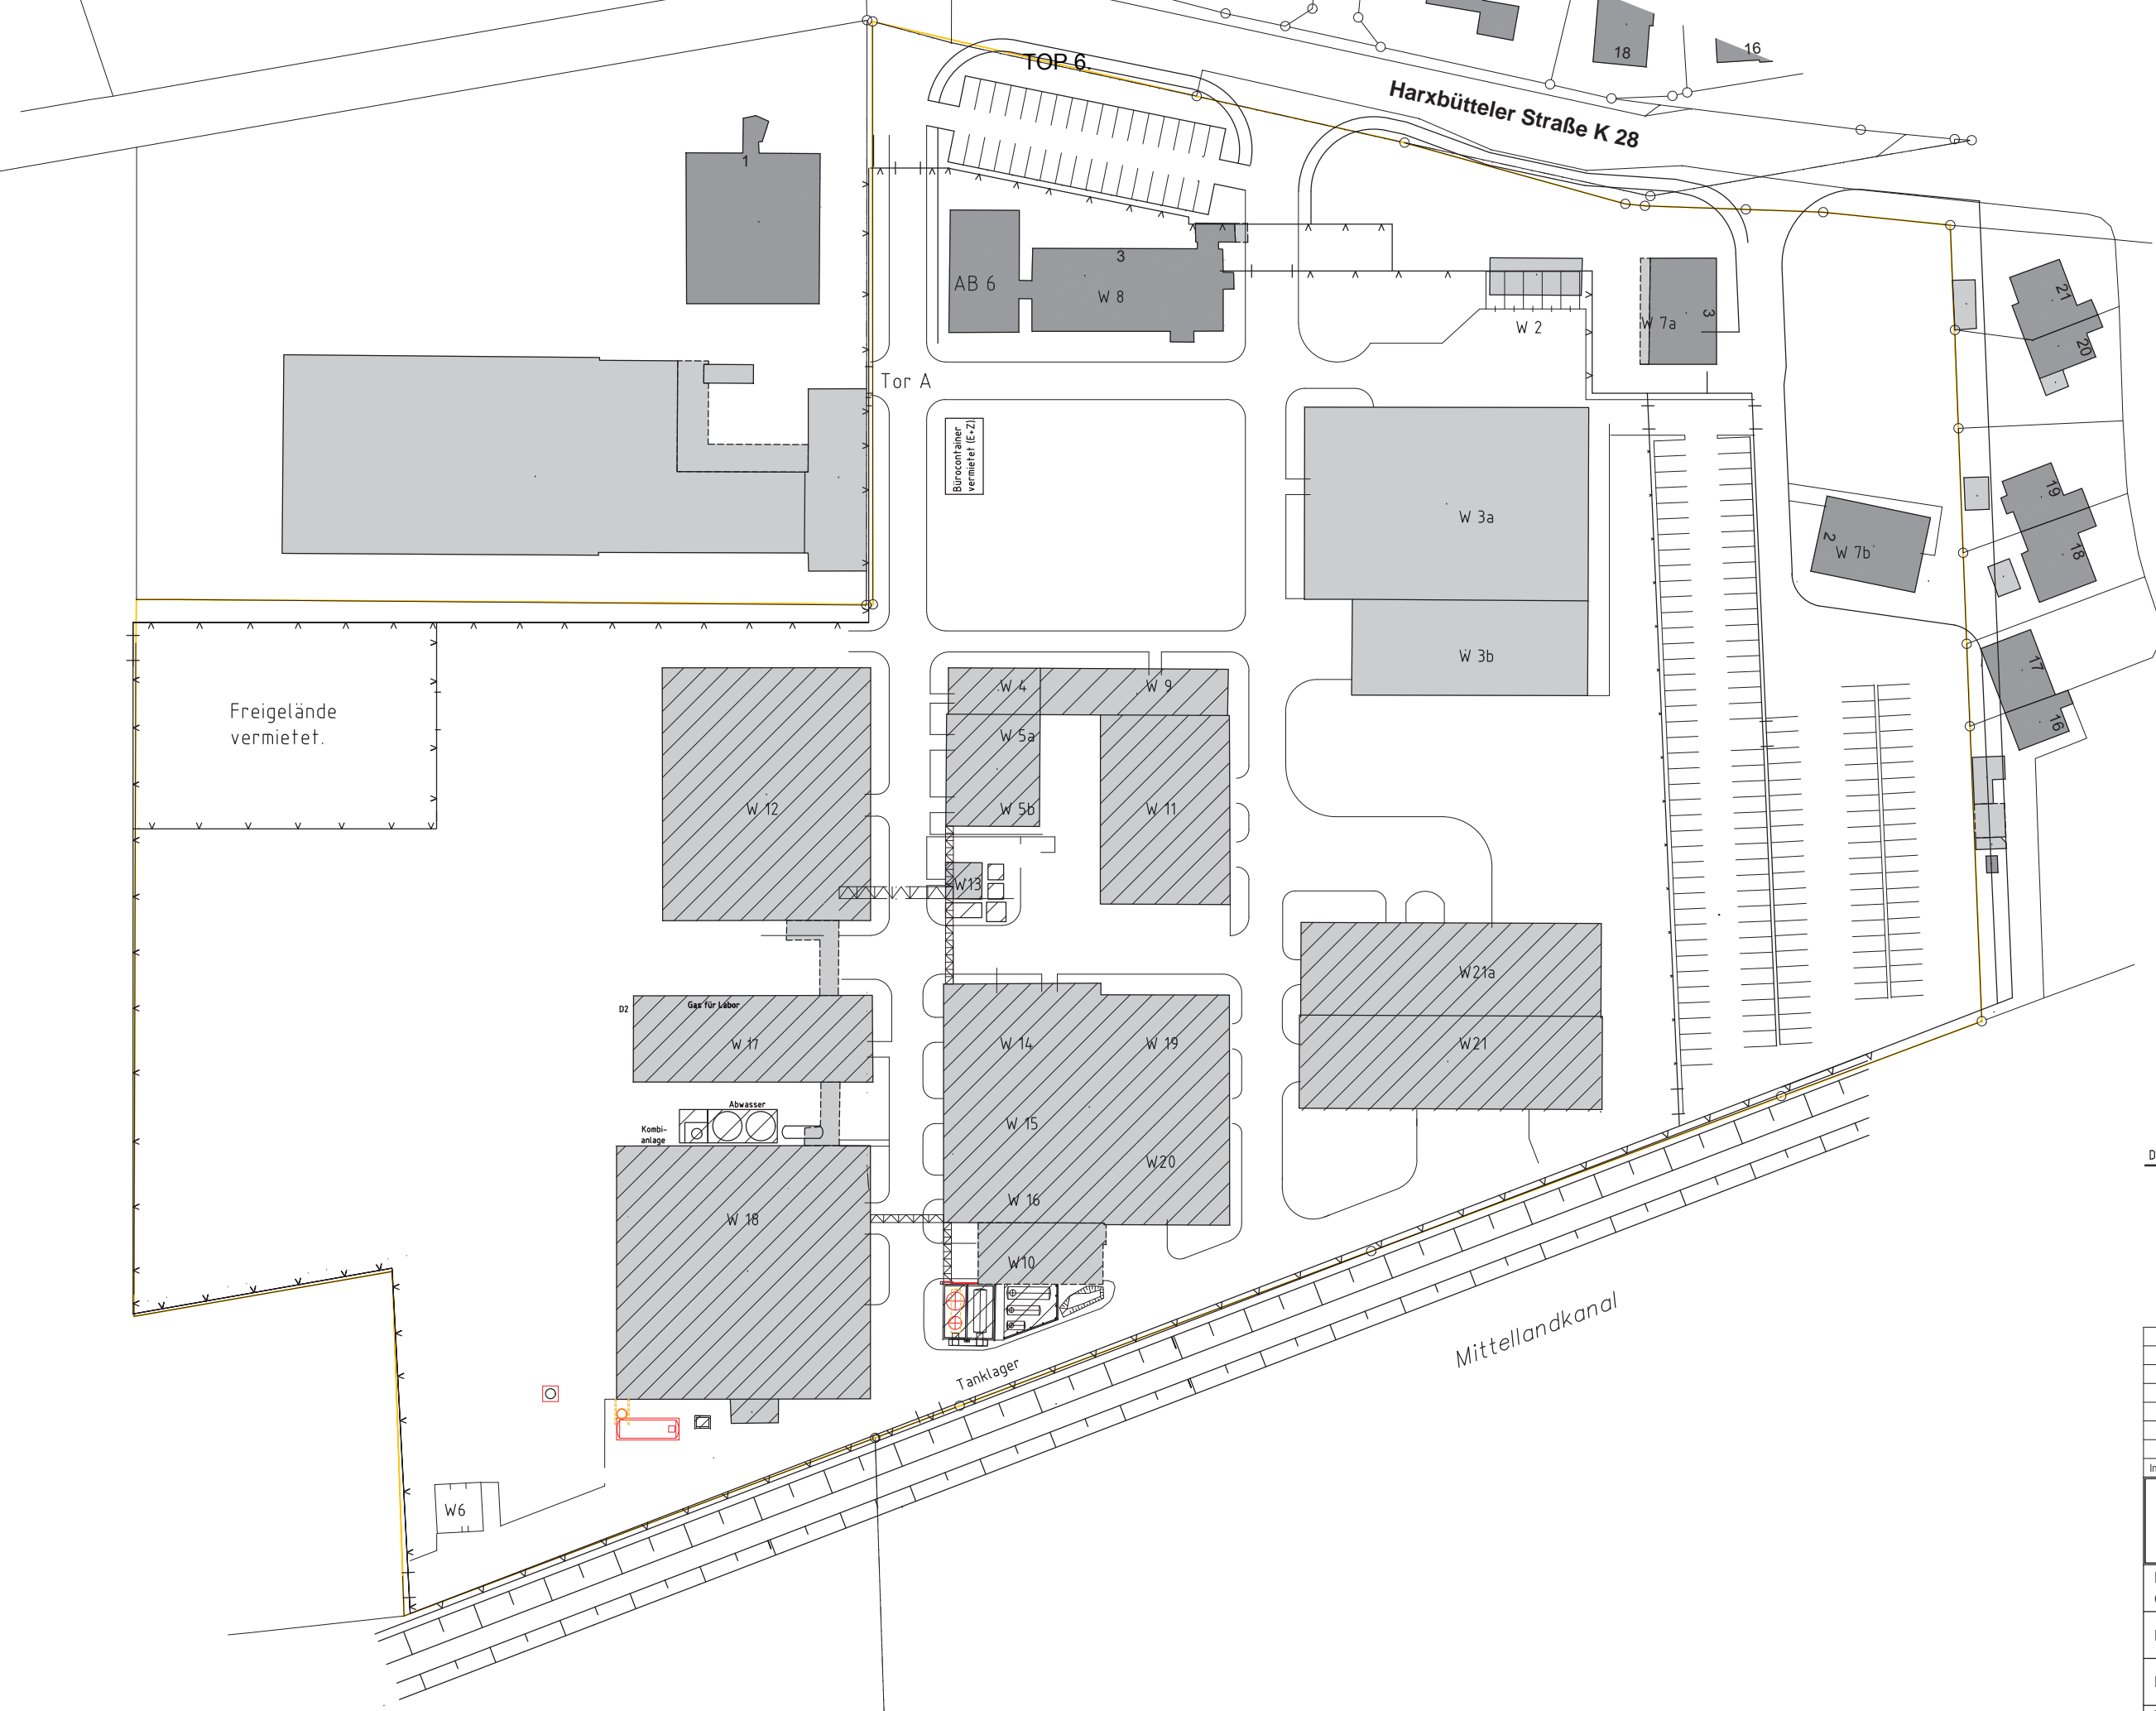 18
16
TOP 6.
Harxbütteler Straße K 28
1
3
AB 6
W 8
W 2
W 7a
3
21
20
Tor A
Bürocontainer
vermietet (E+Z)
W 3a
19
18
2
W 7b
W 3b
17
16
Freigelände
vermietet.
W 4
W 9
W 5a
W 12
W 5b
W 11
W13
W21a
D2
Gas für Labor
W 17
W 14
W 19
W21
Abwasser
Kombi-
anlage
W 15
W20
W 16
W 18
W10
Tanklager
Mittellandkanal
W6